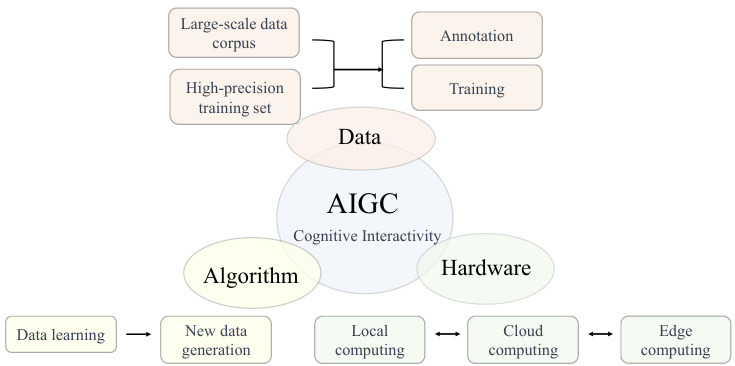 Large-scale data
corpus
Annotation
High-precision
training set
Training
Data
AIGC
Cognitive Interactivity
Algorithm
Hardware
Data learning
New data
generation
Local
computing
Cloud
computing
Edge
computing